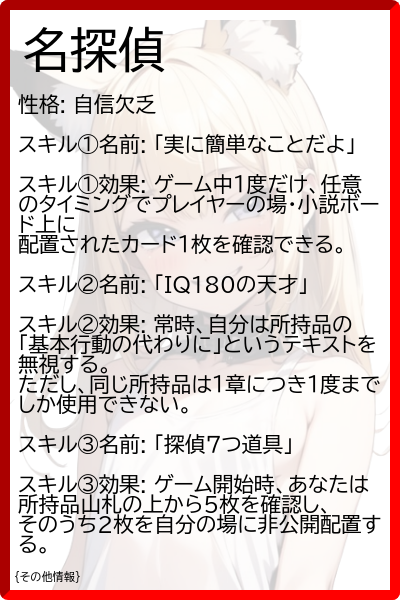 名探偵
性格: 自信欠乏
スキル①名前: 「実に簡単なことだよ」
スキル①効果: ゲーム中1度だけ、任意
のタイミングでプレイヤーの場・小説ボー
ド上に
配置されたカード1枚を確認できる。
スキル②名前: 「IQ180の天才」
スキル②効果: 常時、自分は所持品の
「基本行動の代わりに」というテキストを
無視する。
ただし、同じ所持品は1章につき1度まで
しか使用できない。
スキル③名前: 「探偵7つ道具」
スキル③効果: ゲーム開始時、あなたは
所持品山札の上から5枚を確認し、
そのうち2枚を自分の場に非公開配置す
る。
{その他情報}